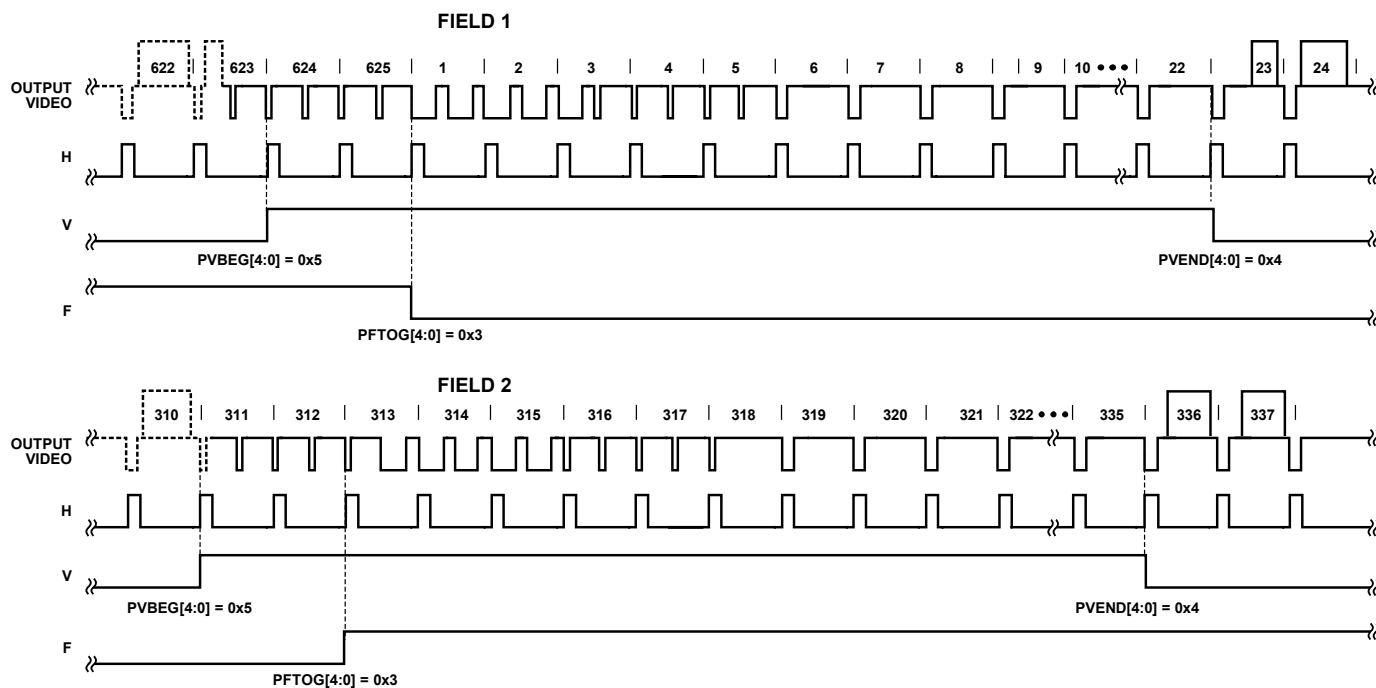 FIELD 1
622 623 624 625 1 2 3 4 5 6 7 8 9 10 ••• 22 23 24
OUTPUT
VIDEO
H
V
PVBEG[4:0] = 0x5 PVEND[4:0] = 0x4
F
PFTOG[4:0] = 0x3
FIELD 2
310 311 312 313 314 315 316 317 318 319 320 321 322 ••• 335 336 337
OUTPUT
VIDEO
H
V
PVBEG[4:0] = 0x5 PVEND[4:0] = 0x4
F
PFTOG[4:0] = 0x3